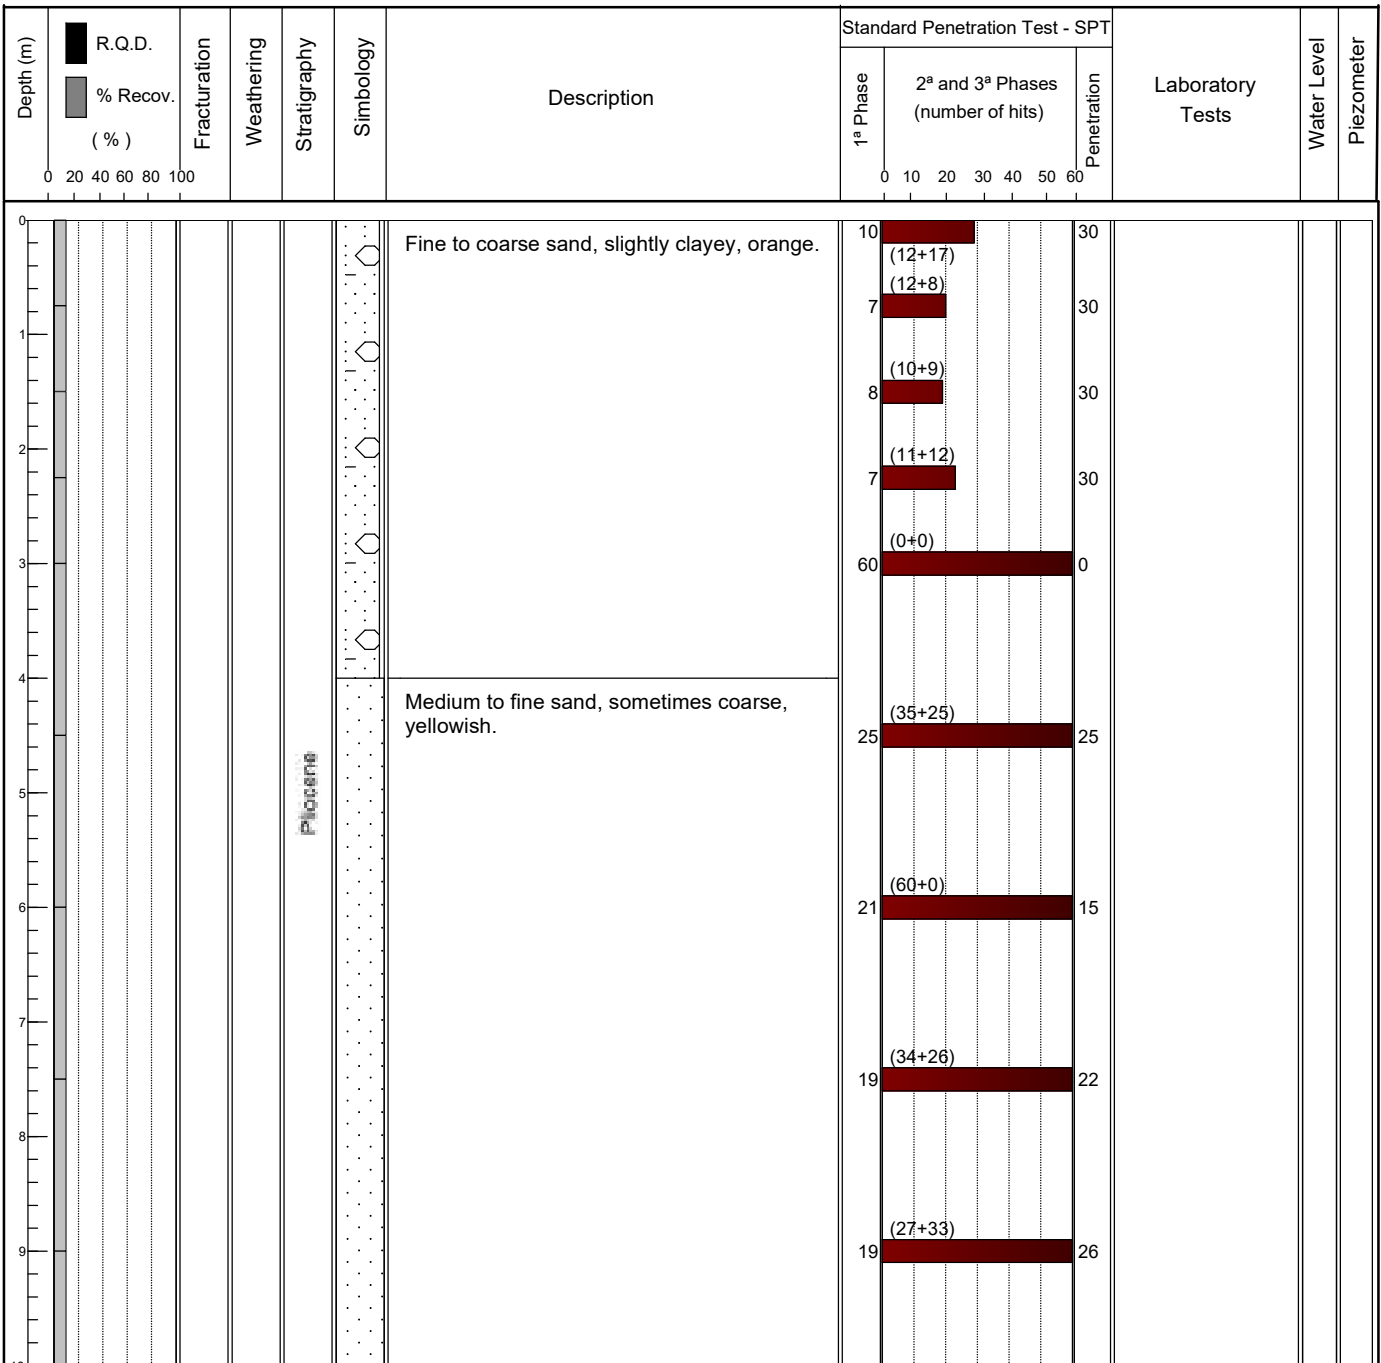 Depth (m)
R.Q.D.
% Recov.
( % )
0 20 40 60 80 100
Fracturation
Weathering
Stratigraphy
Simbology
Description
Standard Penetration Test - SPT
1ª Phase
2ª and 3ª Phases
(number of hits)
0 10 20 30 40 50 60
Penetration
Laboratory
Tests
Water Level
Piezometer
0
Fine to coarse sand, slightly clayey, orange.
10 30
(12+17)
(12+8)
7 30
1
(10+9)
8 30
2
(11+12)
7 30
(0+0)
3
60 0
4
Medium to fine sand, sometimes coarse,
yellowish.
(35+25)
25 25
Pliocene
5
(60+0)
6
21 15
7
(34+26)
19 22
8
(27+33)
9
19 26